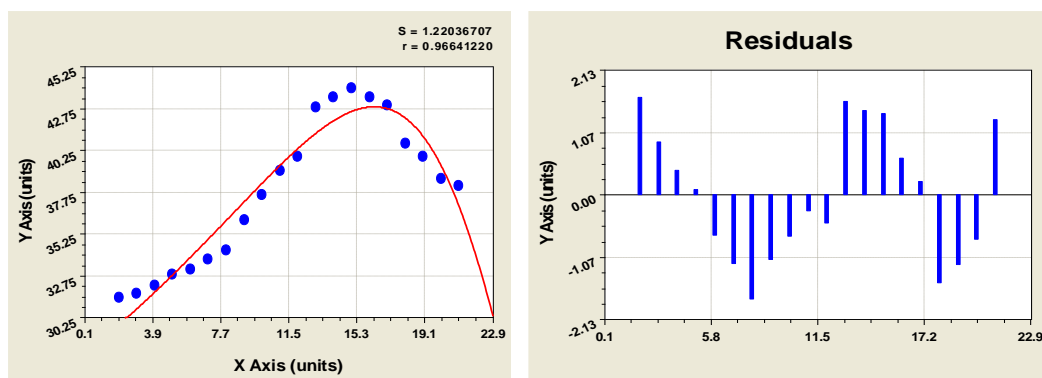 S = 1.22036707
r = 0.96641220
Y Axis (units)
45.25
42.75
40.25
37.75
35.25
32.75
30.25
0.1 3.9 7.7 11.5 15.3 19.1 22.9
X Axis (units)
Residuals
Y Axis (units)
2.13
1.07
0.00
-1.07
-2.13
0.1 5.8 11.5 17.2 22.9